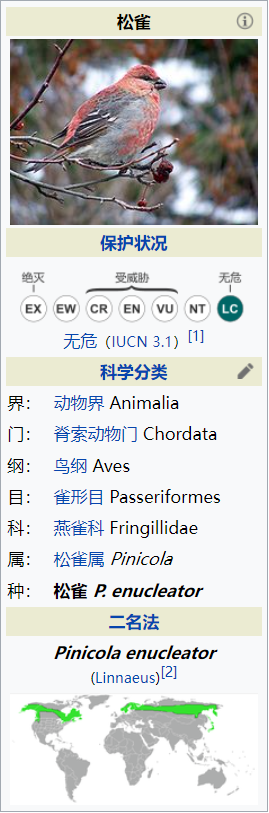 松雀
保护状况
绝灭 受威胁 无危
EX EW CR EN VU NT LC
无危 (IUCN 3.1) [1]
科学分类
界： 动物界 Animalia
门： 脊索动物门 Chordata
纲： 鸟纲 Aves
目： 雀形目 Passeriformes
科： 燕雀科 Fringillidae
属： 松雀属 Pinicola
种： 松雀 P. enucleator
二名法
Pinicola enucleator
(Linnaeus)[2]